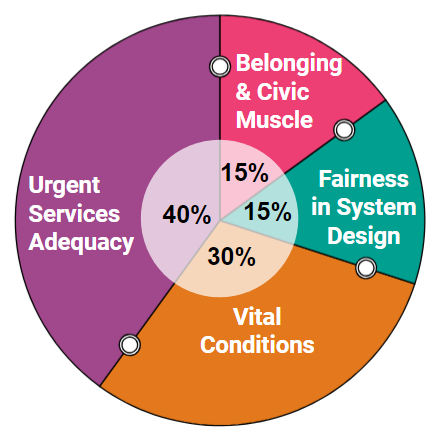 Belonging
& Civic
Muscle
15%
Fairness
in System
Design
15%
Vital
Conditions
30%
Urgent
Services
Adequacy
40%